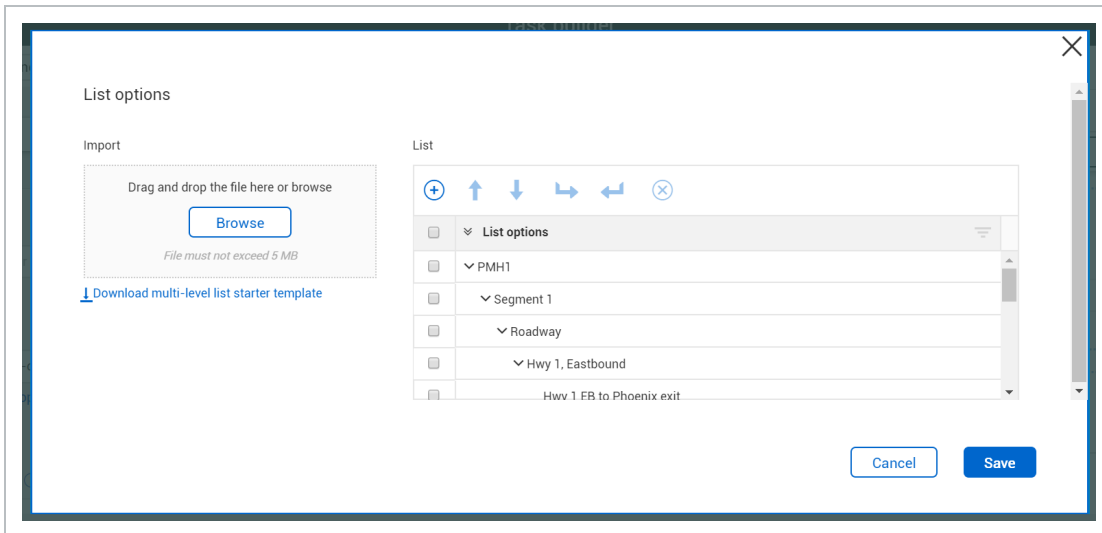 Task builder
List options
Import
List
Drag and drop the file here or browse
Browse
File must not exceed 5 MB
Download multi-level list starter template
List options
PMH1
Segment 1
Roadway
Hwy 1, Eastbound
Hwy 1 EB to Phoenix exit
Cancel
Save